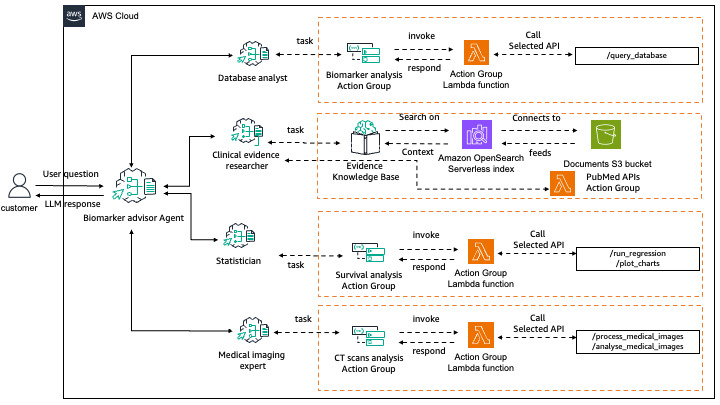 aws
AWS Cloud
customer
User question
LLM response
Biomarker advisor Agent
Database analyst
task
Biomarker analysis
Action Group
invoke
respond
Action Group
Lambda function
Call
Selected API
/query_database
Clinical evidence
researcher
task
Evidence
Knowledge Base
Search on
Context
Amazon OpenSearch
Serverless index
Connects to
feeds
Documents S3 bucket
PubMed APIs
Action Group
Statistician
task
Survival analysis
Action Group
invoke
respond
Action Group
Lambda function
Call
Selected API
/run_regression
/plot_charts
Medical imaging
expert
task
CT scans analysis
Action Group
invoke
respond
Action Group
Lambda function
Call
Selected API
/process_medical_images
/analyse_medical_images